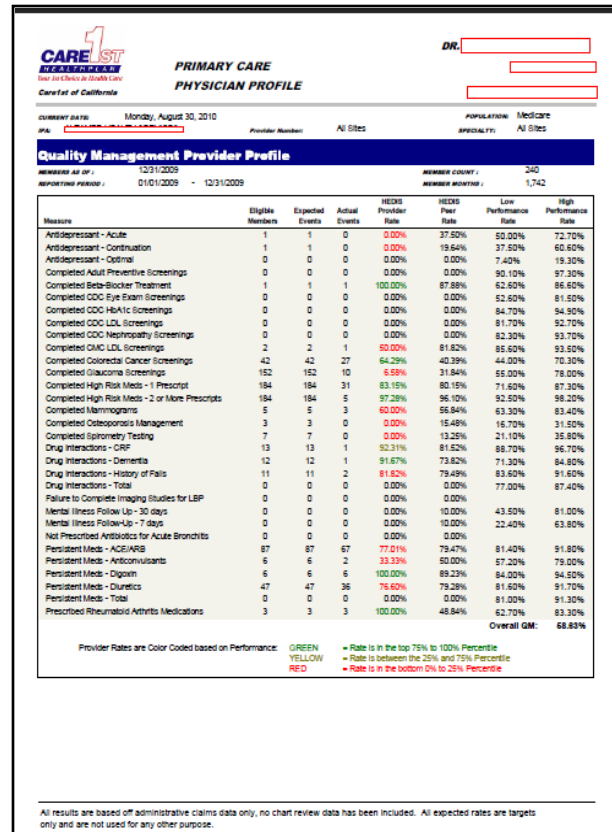 CARE 1ST
HEALTHPLAN
Your 1st Choice in Health Care
Care1st of California
PRIMARY CARE
PHYSICIAN PROFILE
DR.
CURRENT DATE: Monday, August 30, 2010 POPULATION: Medicare
IPA: Provider Number: All Sites SPECIALTY: All Sites
Quality Management Provider Profile
MEMBERS AS OF : 12/31/2009 MEMBER COUNT : 240
REPORTING PERIOD : 01/01/2009 - 12/31/2009 MEMBER MONTHS : 1,742
Measure Eligible Members Expected Events Actual Events HEDIS Provider Rate HEDIS Peer Rate Low Performance Rate High Performance Rate
Antidepressant - Acute 1 1 0 0.00% 37.50% 50.00% 72.70%
Antidepressant - Continuation 1 1 0 0.00% 19.64% 37.50% 60.60%
Antidepressant - Optimal 0 0 0 0.00% 0.00% 7.40% 19.30%
Completed Adult Preventive Screenings 0 0 0 0.00% 0.00% 90.10% 97.30%
Completed Beta-Blocker Treatment 1 1 1 100.00% 87.88% 62.60% 86.60%
Completed CDC Eye Exam Screenings 0 0 0 0.00% 0.00% 52.60% 81.50%
Completed CDC HbA1c Screenings 0 0 0 0.00% 0.00% 84.70% 94.90%
Completed CDC LDL Screenings 0 0 0 0.00% 0.00% 81.70% 92.70%
Completed CDC Nephropathy Screenings 0 0 0 0.00% 0.00% 82.30% 93.70%
Completed CMC LDL Screenings 2 2 1 50.00% 81.82% 85.60% 93.50%
Completed Colorectal Cancer Screenings 42 42 27 64.29% 40.39% 44.00% 70.30%
Completed Glaucoma Screenings 152 152 10 6.58% 31.84% 55.00% 78.00%
Completed High Risk Meds - 1 Prescript 184 184 31 83.15% 80.15% 71.60% 87.30%
Completed High Risk Meds - 2 or More Prescripts 184 184 5 97.28% 96.10% 92.50% 98.20%
Completed Mammograms 5 5 3 60.00% 56.84% 63.30% 83.40%
Completed Osteoporosis Management 3 3 0 0.00% 15.48% 16.70% 31.50%
Completed Spirometry Testing 7 7 0 0.00% 13.25% 21.10% 35.80%
Drug Interactions - CRF 13 13 1 92.31% 81.52% 88.70% 96.70%
Drug Interactions - Dementia 12 12 1 91.67% 73.82% 71.30% 84.80%
Drug Interactions - History of Falls 11 11 2 81.82% 79.49% 83.60% 91.60%
Drug Interactions - Total 0 0 0 0.00% 0.00% 77.00% 87.40%
Failure to Complete Imaging Studies for LBP 0 0 0 0.00% 0.00%
Mental Illness Follow Up - 30 days 0 0 0 0.00% 10.00% 43.50% 81.00%
Mental Illness Follow-Up - 7 days 0 0 0 0.00% 10.00% 22.40% 63.80%
Not Prescribed Antibiotics for Acute Bronchitis 0 0 0 0.00% 0.00%
Persistent Meds - ACE/ARB 87 87 67 77.01% 79.47% 81.40% 91.80%
Persistent Meds - Anticonvulsants 6 6 2 33.33% 50.00% 57.20% 79.00%
Persistent Meds - Digoxin 6 6 6 100.00% 89.23% 84.00% 94.50%
Persistent Meds - Diuretics 47 47 36 76.60% 79.28% 81.60% 91.70%
Persistent Meds - Total 0 0 0 0.00% 0.00% 81.00% 91.30%
Prescribed Rheumatoid Arthritis Medications 3 3 3 100.00% 48.84% 62.70% 83.30%
Overall QM: 68.63%
Provider Rates are Color Coded based on Performance: GREEN = Rate is in the top 75% to 100% Percentile
YELLOW = Rate is between the 25% and 75% Percentile
RED = Rate is in the bottom 0% to 25% Percentile
All results are based off administrative claims data only, no chart review data has been included. All expected rates are targets
only and are not used for any other purpose.